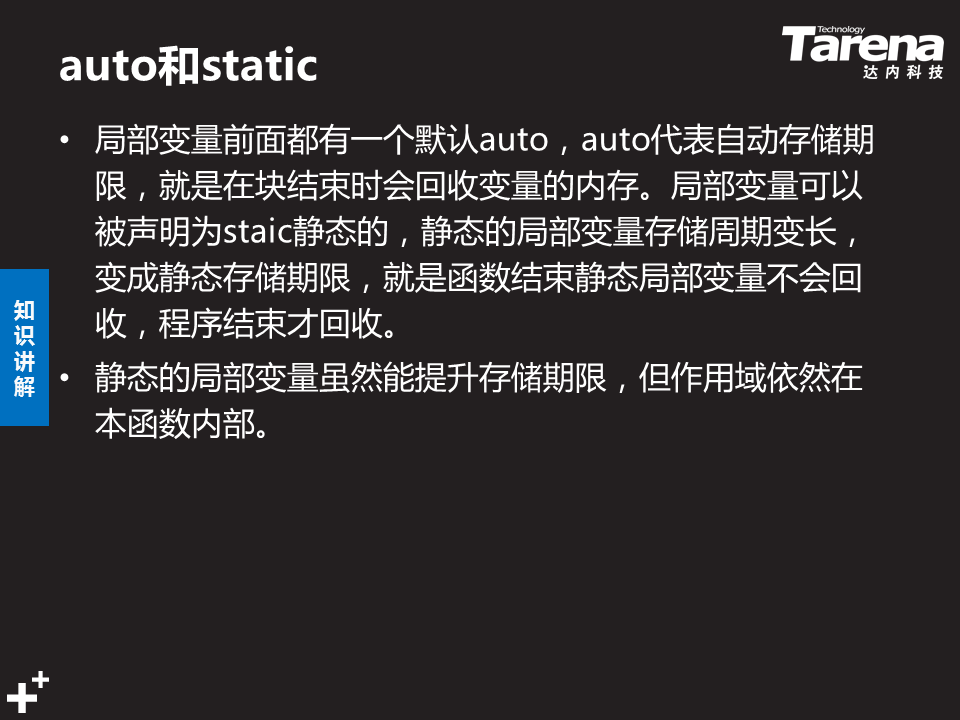 auto和static
Technology
Tarena
达内科技
• 局部变量前面都有一个默认auto，auto代表自动存储期
限，就是在块结束时会回收变量的内存。局部变量可以
被声明为staic静态的，静态的局部变量存储周期变长，
变成静态存储期限，就是函数结束静态局部变量不会回
收，程序结束才回收。
• 静态的局部变量虽然能提升存储期限，但作用域依然在
本函数内部。
知
识
讲
解